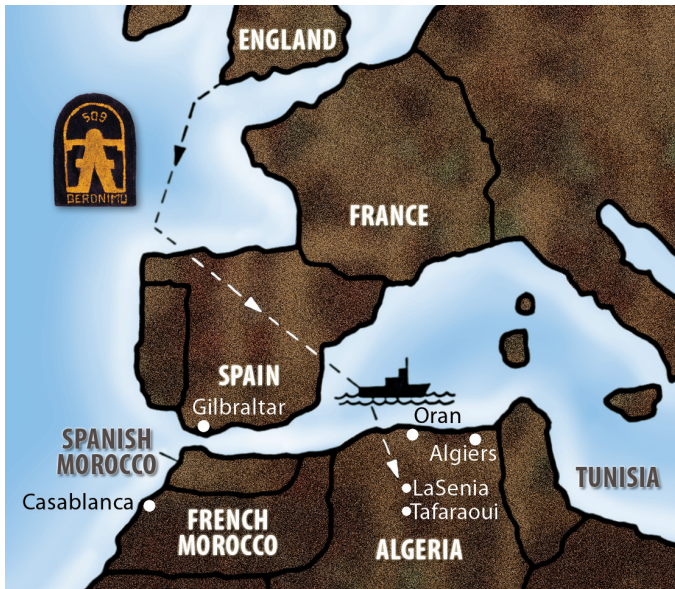 ENGLAND
509
GERONIMO
FRANCE
SPAIN
Gilbraltar
Oran
SPANISH
MOROCCO
Algiers
TUNISIA
LaSenia
Casablanca
Tafaraoui
FRENCH
MOROCCO
ALGERIA